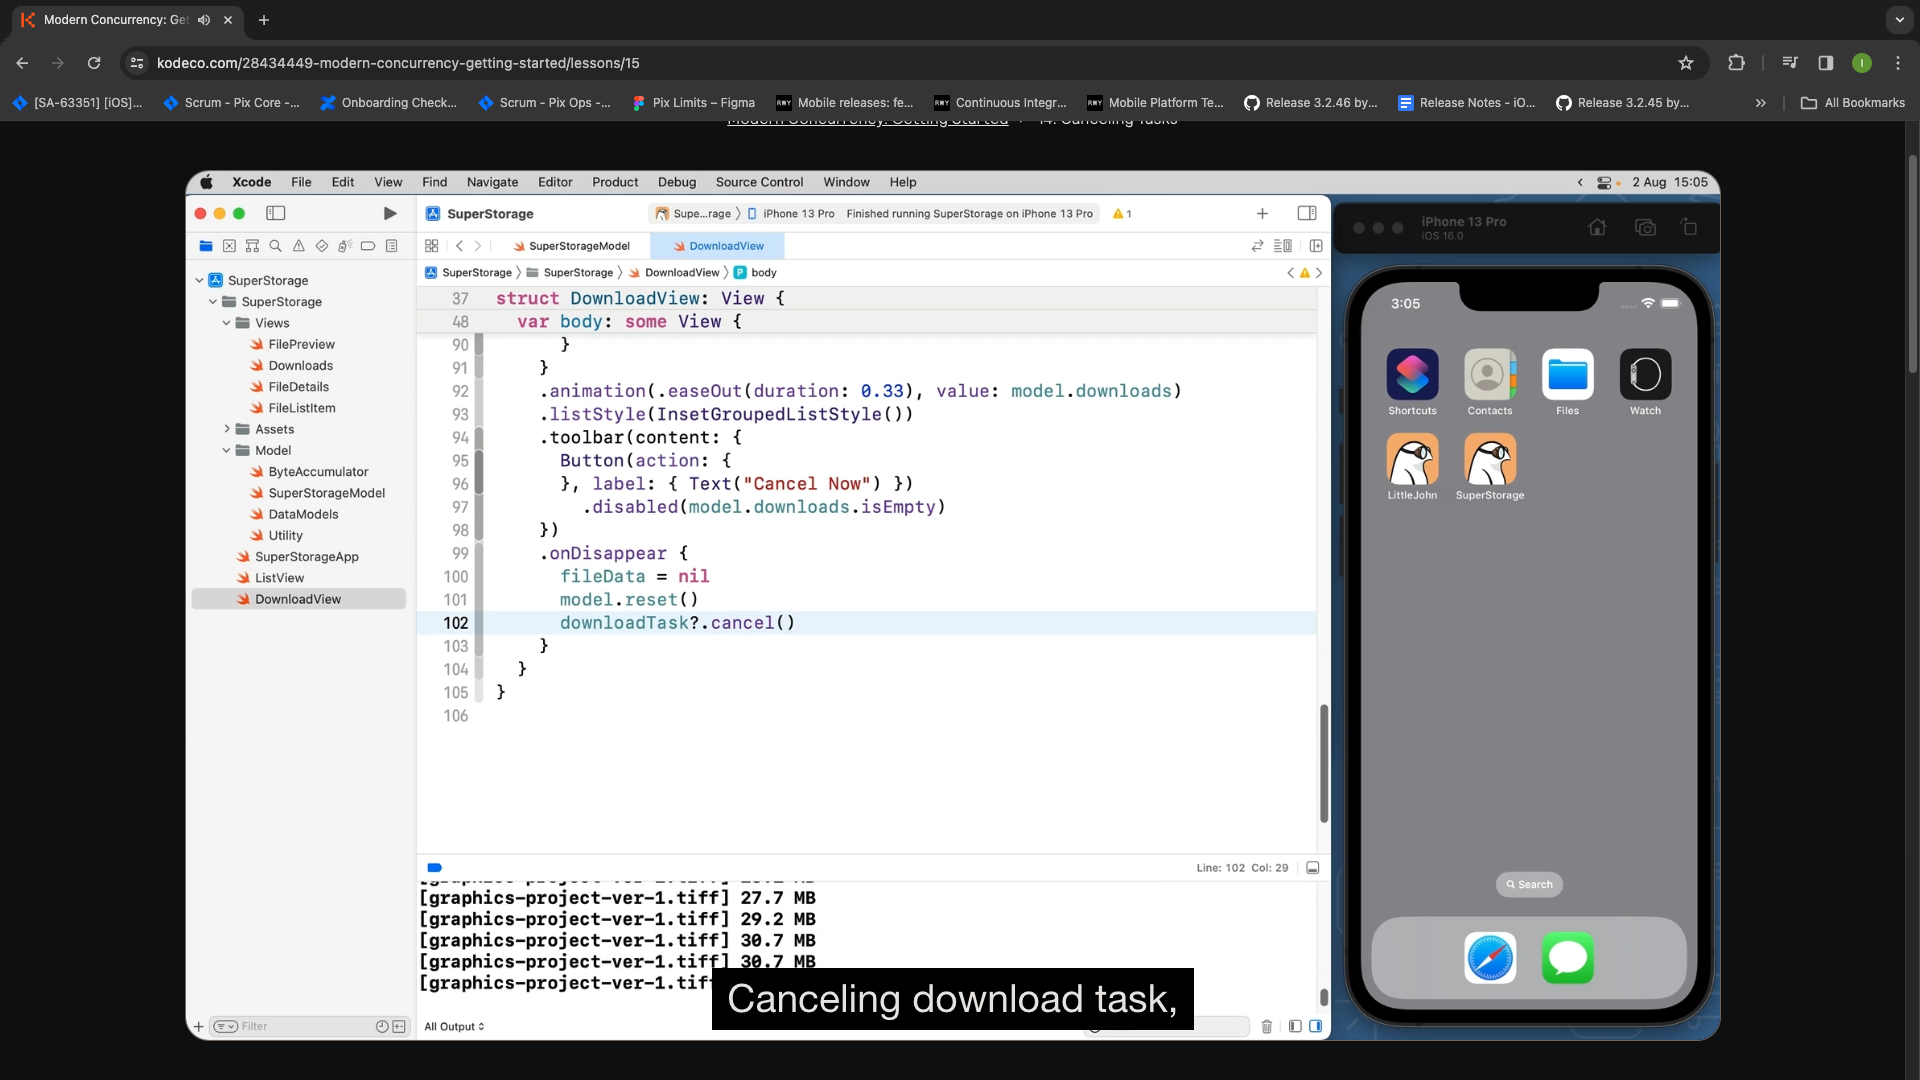 Modern Concurrency: Get
kodeco.com/28434449-modern-concurrency-getting-started/lessons/15
[SA-63351] [iOS]...
Scrum - Pix Core -...
Onboarding Check...
Scrum - Pix Ops -...
Pix Limits – Figma
RWY Mobile releases: fe...
RWY Continuous Integr...
RWY Mobile Platform Te...
Release 3.2.46 by...
Release Notes - iO...
Release 3.2.45 by...
» All Bookmarks
Modern Concurrency: Getting Started › 14. Canceling Tasks
Xcode File Edit View Find Navigate Editor Product Debug Source Control Window Help
2 Aug 15:05
SuperStorage
Supe...rage 〉 iPhone 13 Pro Finished running SuperStorage on iPhone 13 Pro
1
SuperStorageModel
DownloadView
SuperStorage 〉 SuperStorage 〉 DownloadView 〉 P body
SuperStorage
SuperStorage
Views
FilePreview
Downloads
FileDetails
FileListItem
Assets
Model
ByteAccumulator
SuperStorageModel
DataModels
Utility
SuperStorageApp
ListView
DownloadView
Filter
37 struct DownloadView: View {
48 var body: some View {
90 }
91 }
92 .animation(.easeOut(duration: 0.33), value: model.downloads)
93 .listStyle(InsetGroupedListStyle())
94 .toolbar(content: {
95 Button(action: {
96 }, label: { Text("Cancel Now") })
97 .disabled(model.downloads.isEmpty)
98 })
99 .onDisappear {
100 fileData = nil
101 model.reset()
102 downloadTask?.cancel()
103 }
104 }
105 }
106
Line: 102 Col: 29
[graphics-project-ver-1.tiff] 27.7 MB
[graphics-project-ver-1.tiff] 29.2 MB
[graphics-project-ver-1.tiff] 30.7 MB
[graphics-project-ver-1.tiff] 30.7 MB
[graphics-project-ver-1.tif
Canceling download task,
All Output
iPhone 13 Pro
iOS 16.0
3:05
Shortcuts
Contacts
Files
Watch
LittleJohn
SuperStorage
Search